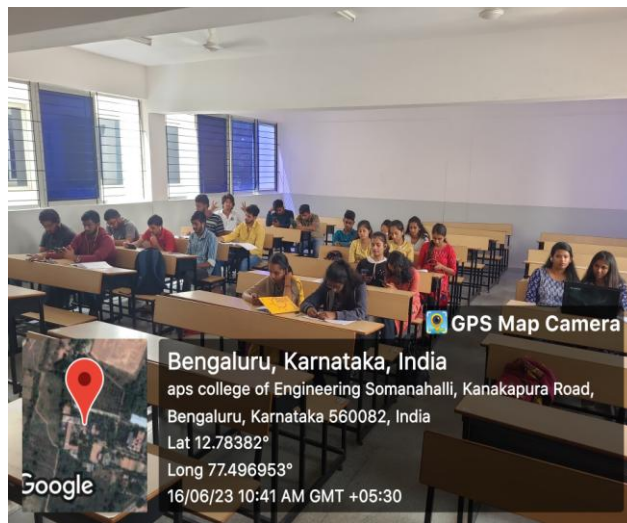 GPS Map Camera
Bengaluru, Karnataka, India
aps college of Engineering Somanahalli, Kanakapura Road,
Bengaluru, Karnataka 560082, India
Lat 12.78382°
Long 77.496953°
16/06/23 10:41 AM GMT +05:30
Google